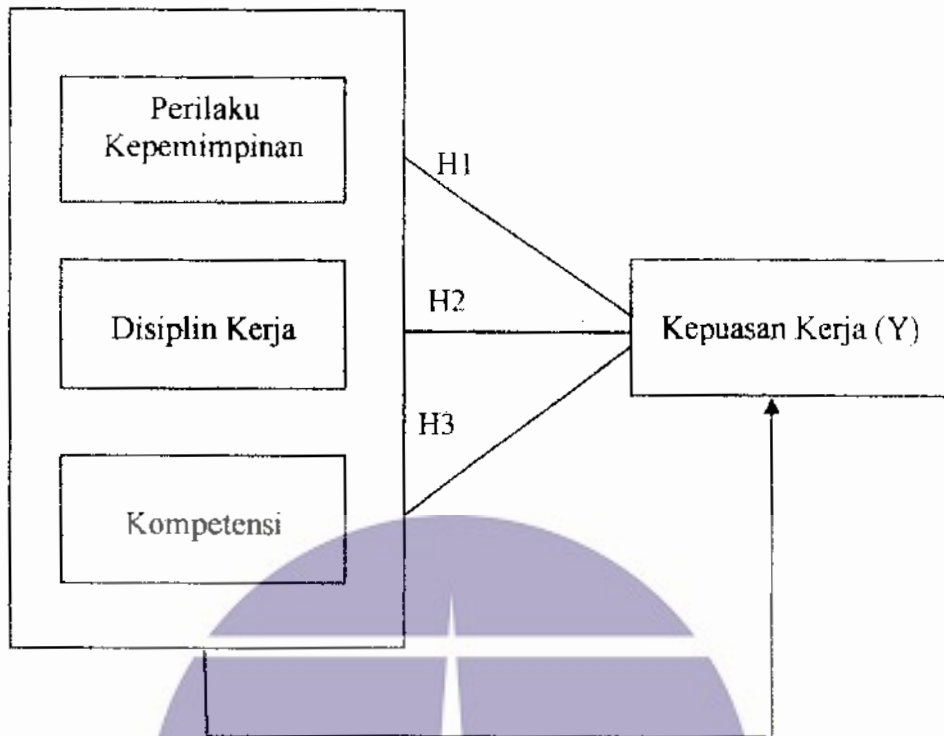 Perilaku
Kepemimpinan
H1
Disiplin Kerja
H2
Kepuasan Kerja (Y)
H3
Kompetensi